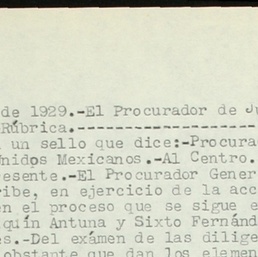 de 1929.-El Procurador de Ju
Rúbrica.-----------------
un sello que dice:-Procura
nidos Mexicanos.-Al Centro.
esente.-El Procurador Gener
ribe, en ejercicio de la acc
en el proceso que se sigue e
quín Antuna y Sixto Fernánd
s.-Del exámen de las dilige
obstante que dan los elemen